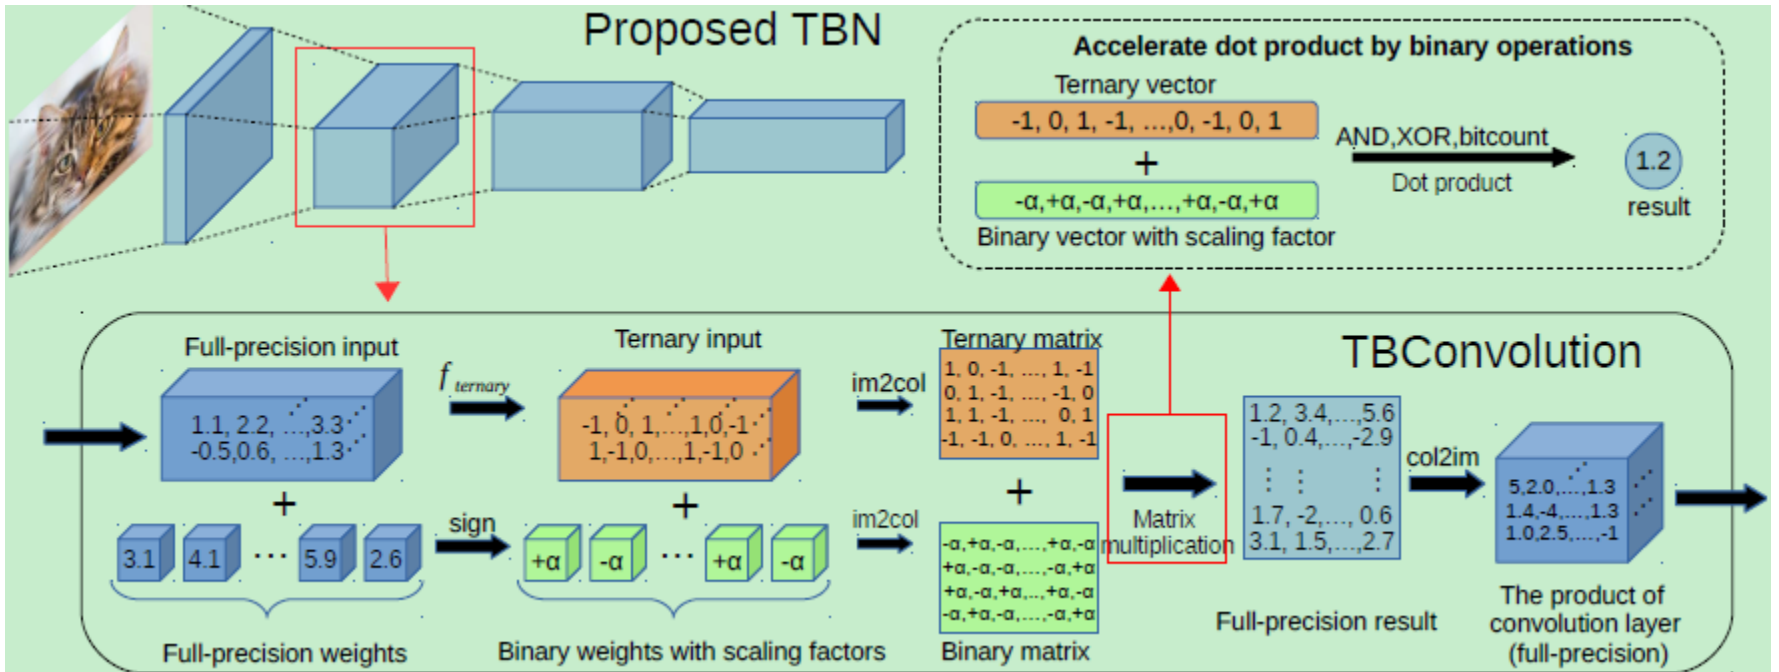 Proposed TBN
Accelerate dot product by binary operations
Ternary vector
-1, 0, 1, -1, ...,0, -1, 0, 1
+
-α,+α,-α,+α,...,+α,-α,+α
Binary vector with scaling factor
AND,XOR,bitcount
Dot product
1.2
result
TBConvolution
Full-precision input
1.1, 2.2, ...,3.3
-0.5,0.6, ...,1.3
+
3.1 4.1 ... 5.9 2.6
Full-precision weights
f ternary
sign
Ternary input
-1, 0, 1,...,1,0,-1
1,-1,0,...,1,-1,0
+
+α -α ... +α -α
Binary weights with scaling factors
im2col
im2col
Ternary matrix
1, 0, -1, ..., 1, -1
0, 1, -1, ..., -1, 0
1, 1, -1, ..., 0, 1
-1, -1, 0, ..., 1, -1
+
-α,+α,-α,...,+α,-α
+α,-α,-α,...,-α,+α
+α,-α,+α,..,+α,-α
-α,+α,-α,...,-α,+α
Binary matrix
Matrix
multiplication
1.2, 3.4,...,5.6
-1, 0.4,...,-2.9
⋮ ⋮ ⋮
1.7, -2,..., 0.6
3.1, 1.5,...,2.7
Full-precision result
col2im
5,2.0,...,1.3
1.4,-4,...,1.3
1.0,2.5,...,-1
The product of
convolution layer
(full-precision)